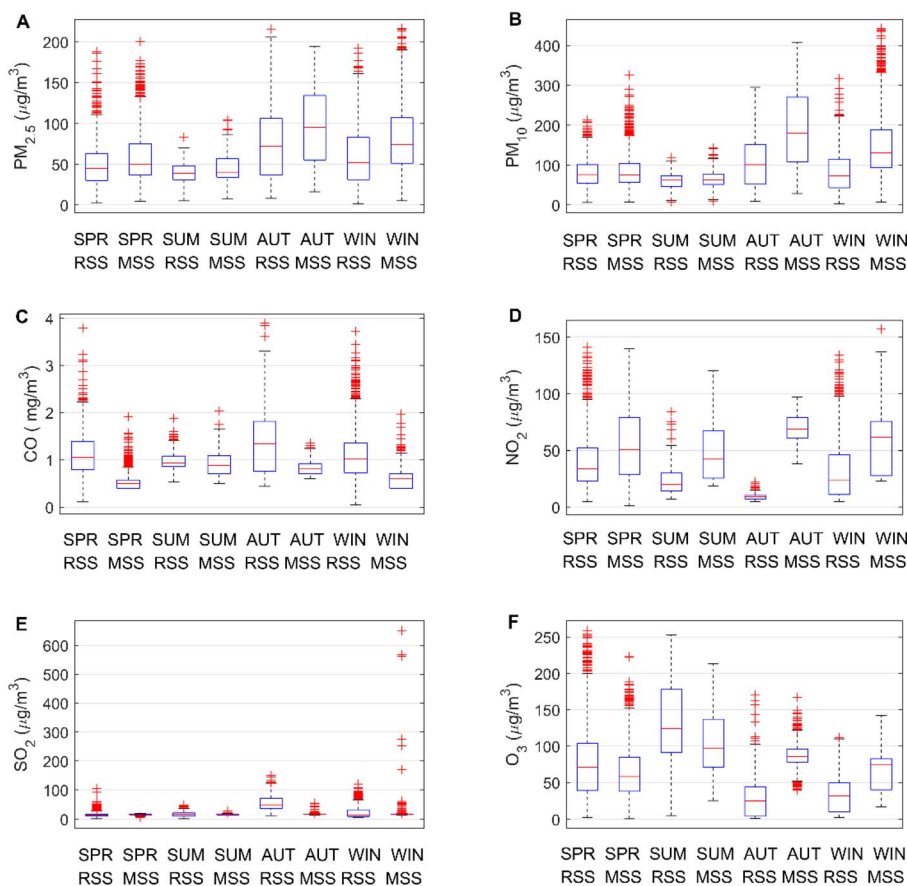 A
PM2.5 (μg/m3)
200
150
100
50
0
SPR SPR SUM SUM AUT AUT WIN WIN
RSS MSS RSS MSS RSS MSS RSS MSS
B
PM10 (μg/m3)
400
300
200
100
0
SPR SPR SUM SUM AUT AUT WIN WIN
RSS MSS RSS MSS RSS MSS RSS MSS
C
CO ( mg/m3)
4
3
2
1
0
SPR SPR SUM SUM AUT AUT WIN WIN
RSS MSS RSS MSS RSS MSS RSS MSS
D
NO2 (μg/m3)
150
100
50
0
SPR SPR SUM SUM AUT AUT WIN WIN
RSS MSS RSS MSS RSS MSS RSS MSS
E
SO2 (μg/m3)
600
500
400
300
200
100
0
SPR SPR SUM SUM AUT AUT WIN WIN
RSS MSS RSS MSS RSS MSS RSS MSS
F
O3 (μg/m3)
250
200
150
100
50
0
SPR SPR SUM SUM AUT AUT WIN WIN
RSS MSS RSS MSS RSS MSS RSS MSS